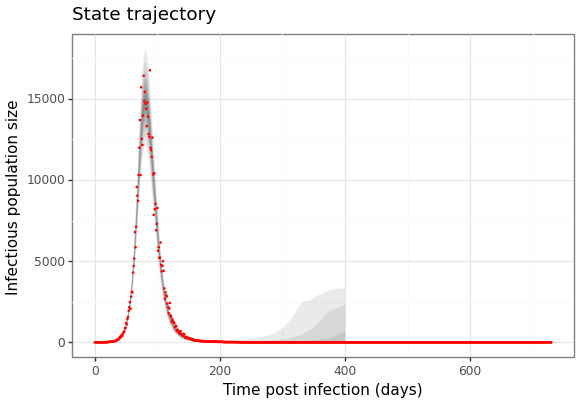 State trajectory
Infectious population size
15000
10000
5000
0
0 200 400 600
Time post infection (days)